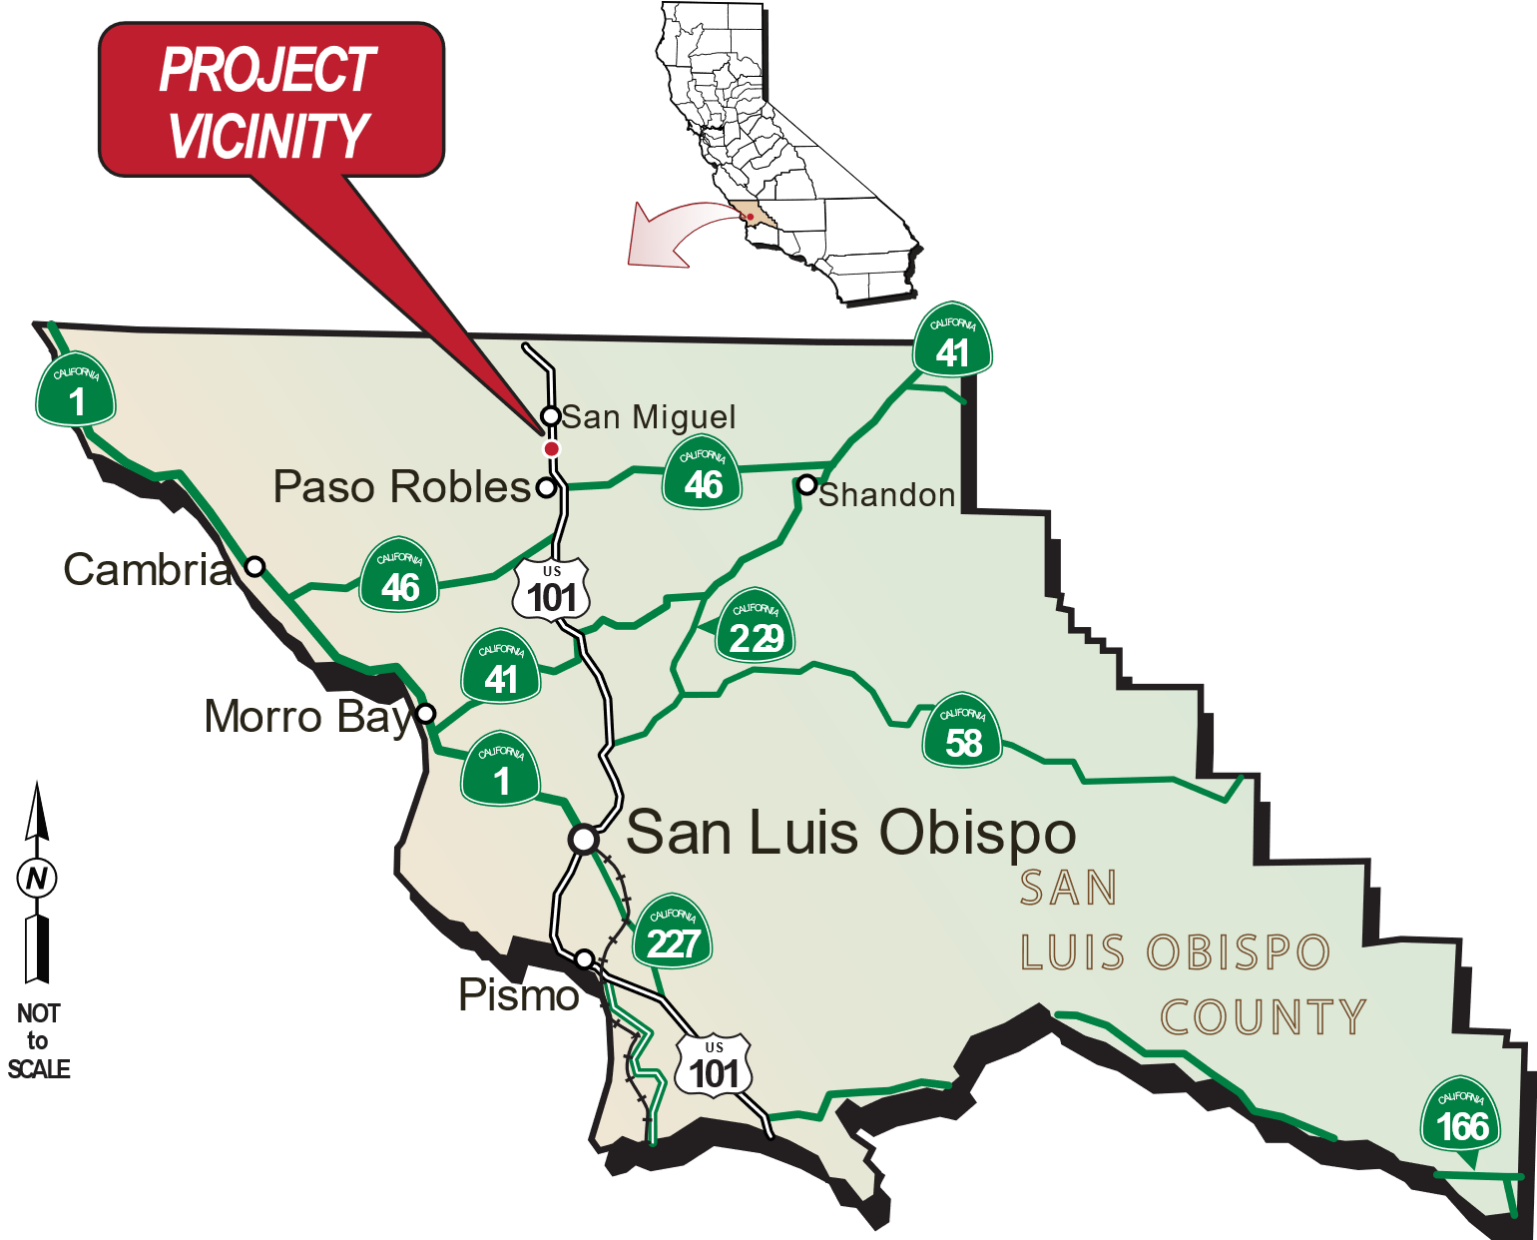 PROJECT
VICINITY
CALIFORNIA
41
CALIFORNIA
1
San Miguel
CALIFORNIA
46
Paso Robles
Shandon
Cambria
CALIFORNIA
46
US
101
CALIFORNIA
229
CALIFORNIA
41
Morro Bay
CALIFORNIA
58
CALIFORNIA
1
San Luis Obispo
SAN
LUIS OBISPO
COUNTY
N
CALIFORNIA
227
Pismo
NOT
to
SCALE
US
101
CALIFORNIA
166